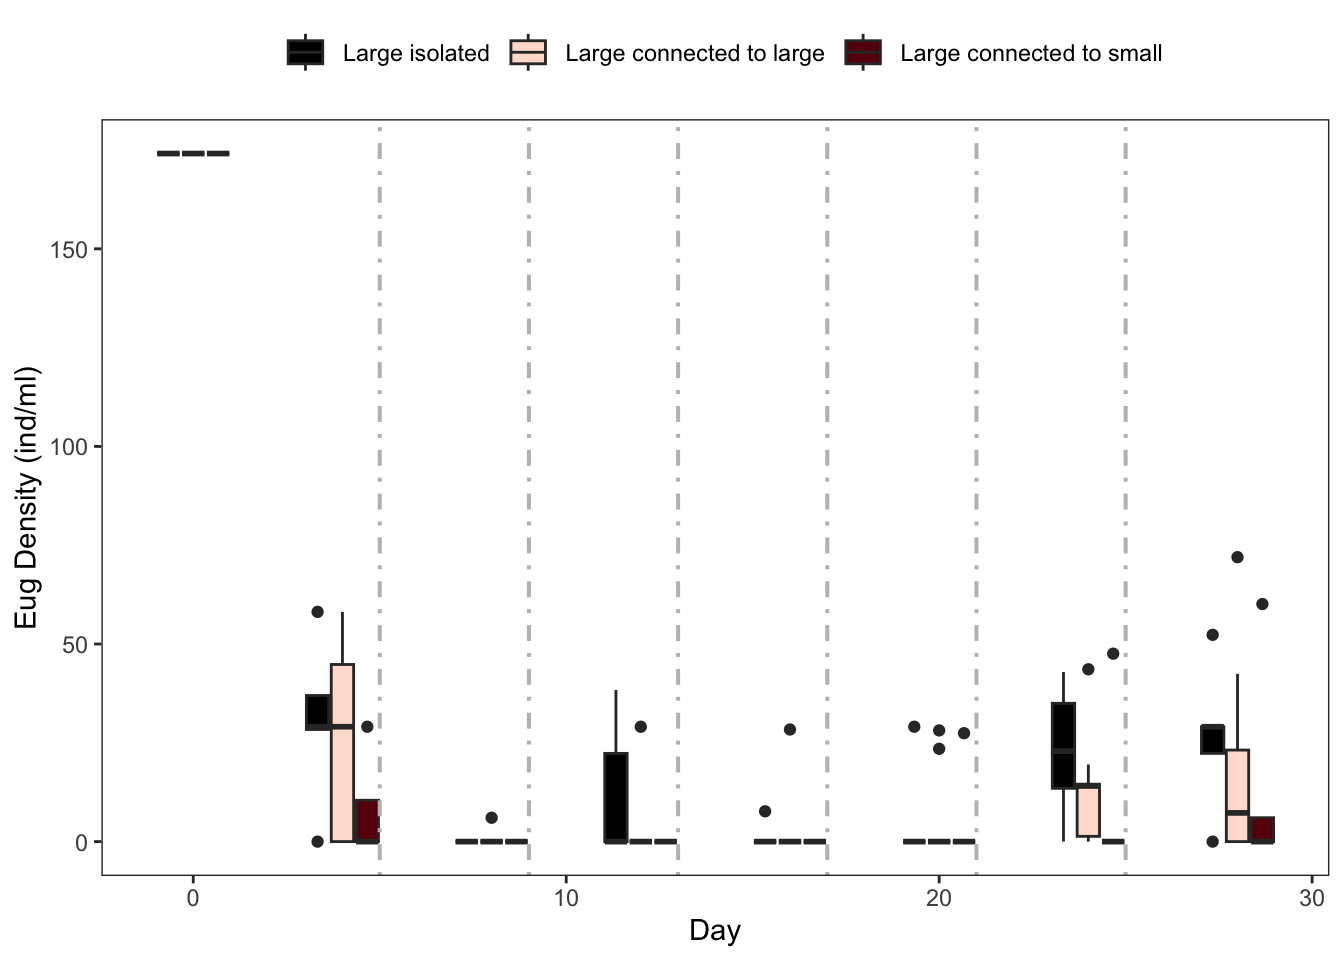 Large isolated Large connected to large Large connected to small
150
100
50
0
Eug Density (ind/ml)
0 10 20 30
Day